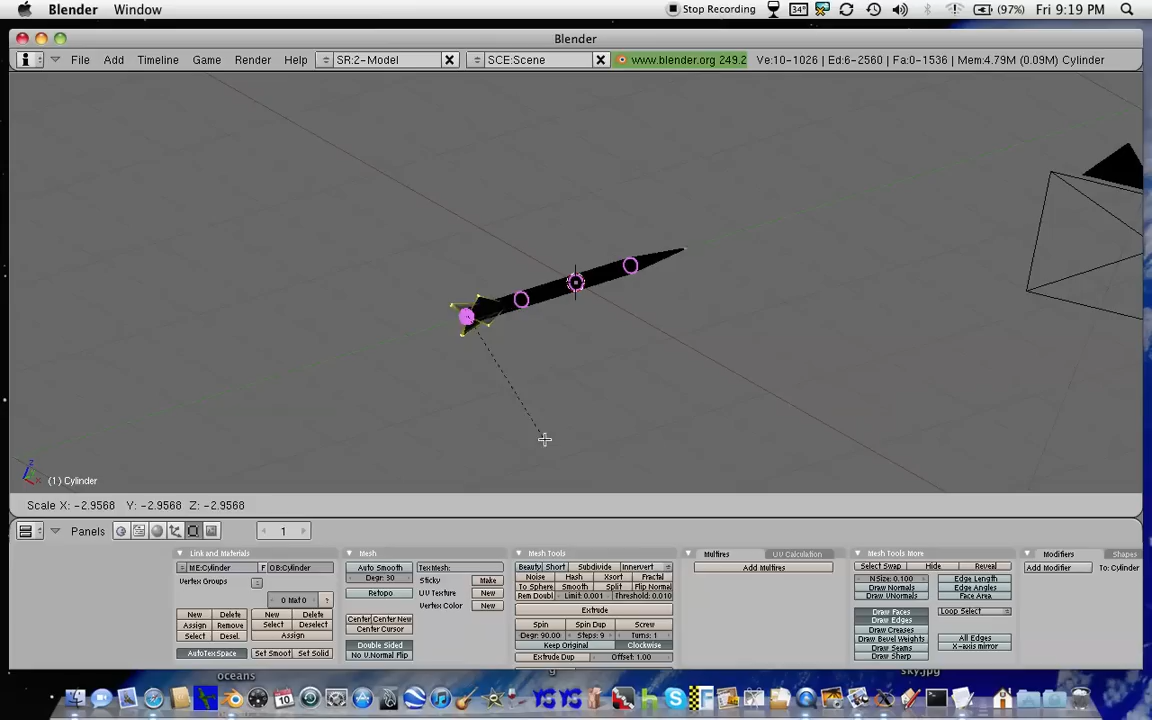 Blender Window Stop Recording 34° (97%) Fri 9:19 PM
Blender
File Add Timeline Game Render Help SR:2-Model SCE:Scene www.blender.org 249.2 Ve:10-1026 | Ed:6-2560 | Fa:0-1536 | Mem:4.79M (0.09M) Cylinder
(1) Cylinder
Scale X: -2.9568 Y: -2.9568 Z: -2.9568
Panels 1
Link and Materials
ME:Cylinder F OB:Cylinder
Vertex Groups
0 Mat 0 ?
New Delete New Delete
Assign Remove Select Deselect
Select Desel. Assign
AutoTexSpace Set Smoot Set Solid
Mesh
Auto Smooth TexMesh:
Degr: 30 Sticky Make
Retopo UV Texture New
Vertex Color New
Center Center New
Center Cursor
Double Sided
No V.Normal Flip
Mesh Tools
Beauty Short Subdivide Innervert
Noise Hash Xsort Fractal
To Sphere Smooth Split Flip Normal
Rem Doubl Limit: 0.001 Threshold: 0.010
Extrude
Spin Spin Dup Screw
Degr: 90.00 Steps: 9 Turns: 1
Keep Original Clockwise
Extrude Dup Offset: 1.00
Multires UV Calculation
Add Multires
Mesh Tools More
Select Swap Hide Reveal
NSize: 0.100 Edge Length
Draw Normals Edge Angles
Draw VNormals Face Area
Draw Faces Loop Select
Draw Edges
Draw Creases
Draw Bevel Weights All Edges
Draw Seams X-axis mirror
Draw Sharp
Modifiers Shapes
Add Modifier To: Cylinder
oceans sky.jpg